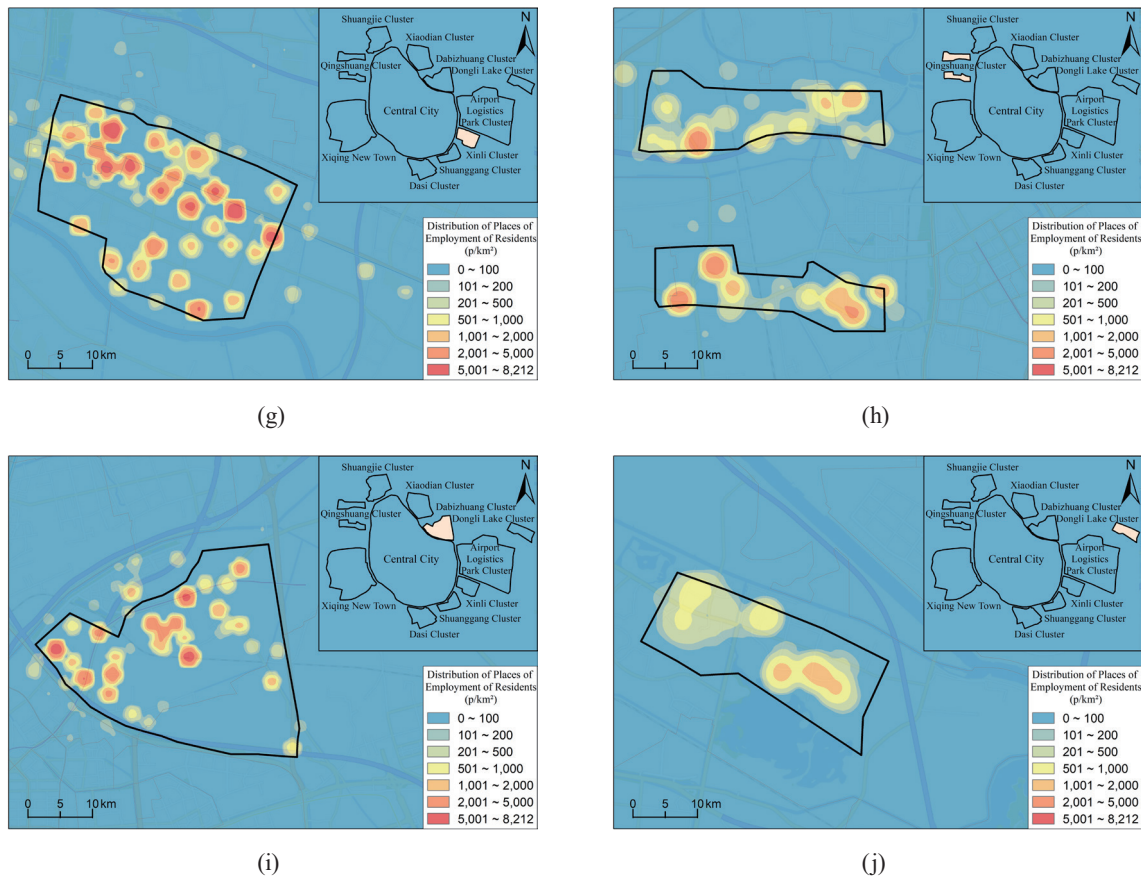 N
Shuangjie Cluster
Xiaodian Cluster
Dabizhuang Cluster
Qingshuang Cluster
Dongli Lake Cluster
Central City
Airport
Logistics
Park Cluster
Xiqing New Town
Xinli Cluster
Shuanggang Cluster
Dasi Cluster
Distribution of Places of
Employment of Residents
(p/km²)
0 ~ 100
101 ~ 200
201 ~ 500
501 ~ 1,000
1,001 ~ 2,000
2,001 ~ 5,000
5,001 ~ 8,212
0 5 10 km
(g)
N
Shuangjie Cluster
Xiaodian Cluster
Dabizhuang Cluster
Qingshuang Cluster
Dongli Lake Cluster
Central City
Airport
Logistics
Park Cluster
Xiqing New Town
Xinli Cluster
Shuanggang Cluster
Dasi Cluster
Distribution of Places of
Employment of Residents
(p/km²)
0 ~ 100
101 ~ 200
201 ~ 500
501 ~ 1,000
1,001 ~ 2,000
2,001 ~ 5,000
5,001 ~ 8,212
0 5 10 km
(h)
N
Shuangjie Cluster
Xiaodian Cluster
Dabizhuang Cluster
Qingshuang Cluster
Dongli Lake Cluster
Central City
Airport
Logistics
Park Cluster
Xiqing New Town
Xinli Cluster
Shuanggang Cluster
Dasi Cluster
Distribution of Places of
Employment of Residents
(p/km²)
0 ~ 100
101 ~ 200
201 ~ 500
501 ~ 1,000
1,001 ~ 2,000
2,001 ~ 5,000
5,001 ~ 8,212
0 5 10 km
(i)
N
Shuangjie Cluster
Xiaodian Cluster
Dabizhuang Cluster
Qingshuang Cluster
Dongli Lake Cluster
Central City
Airport
Logistics
Park Cluster
Xiqing New Town
Xinli Cluster
Shuanggang Cluster
Dasi Cluster
Distribution of Places of
Employment of Residents
(p/km²)
0 ~ 100
101 ~ 200
201 ~ 500
501 ~ 1,000
1,001 ~ 2,000
2,001 ~ 5,000
5,001 ~ 8,212
0 5 10 km
(j)